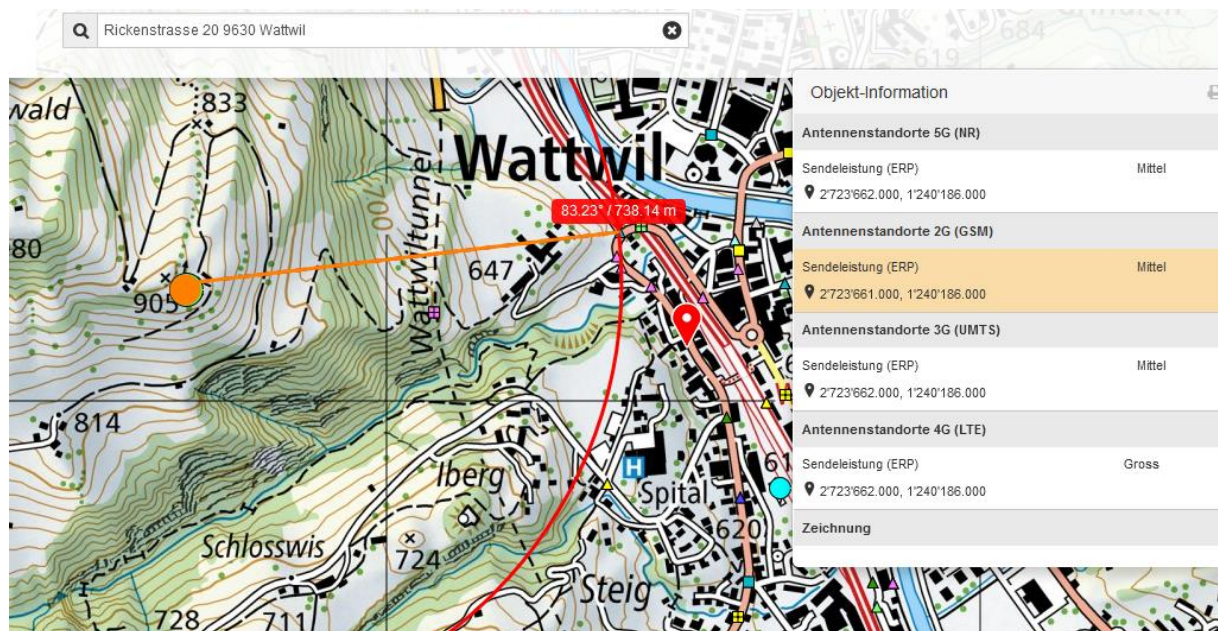 Rickenstrasse 20 9630 Wattwil
684
619
wald
833
Wattwil
83.23° / 738.14 m
80
Wattwiltunnel
647
905
814
Iberg
H
Spital
Schlosswis
724
620
Steig
728
711
Objekt-Information
Antennenstandorte 5G (NR)
Sendeleistung (ERP) Mittel
2'723'662.000, 1'240'186.000
Antennenstandorte 2G (GSM)
Sendeleistung (ERP) Mittel
2'723'661.000, 1'240'186.000
Antennenstandorte 3G (UMTS)
Sendeleistung (ERP) Mittel
2'723'662.000, 1'240'186.000
Antennenstandorte 4G (LTE)
Sendeleistung (ERP) Gross
2'723'662.000, 1'240'186.000
Zeichnung